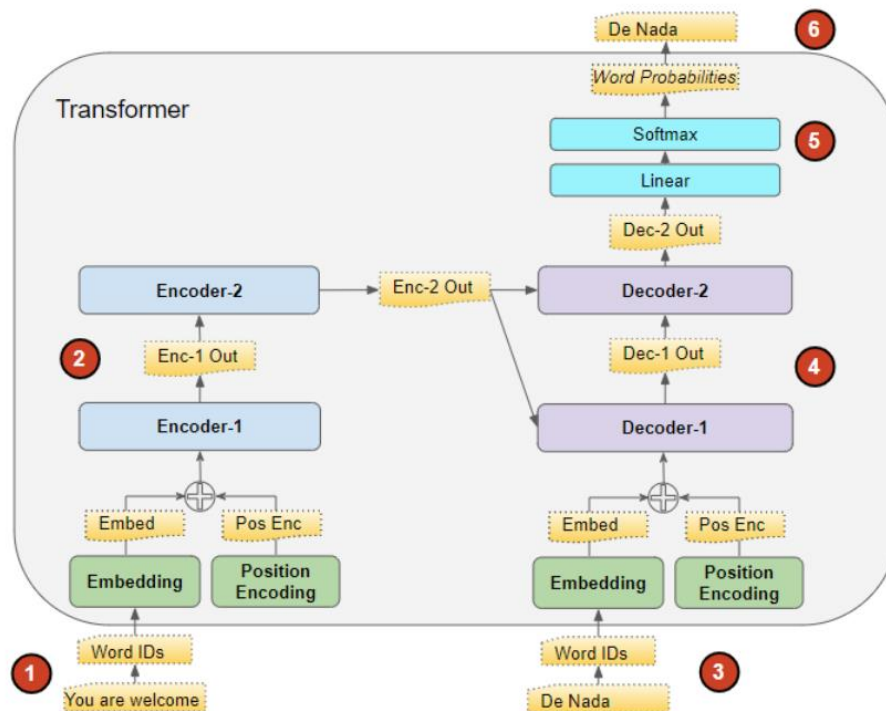 6
De Nada
Word Probabilities
Transformer
Softmax
5
Linear
Dec-2 Out
Encoder-2
Enc-2 Out
Decoder-2
2
Enc-1 Out
Dec-1 Out
4
Encoder-1
Decoder-1
Embed
Pos Enc
Embed
Pos Enc
Embedding
Position
Encoding
Embedding
Position
Encoding
1
Word IDs
You are welcome
Word IDs
De Nada
3